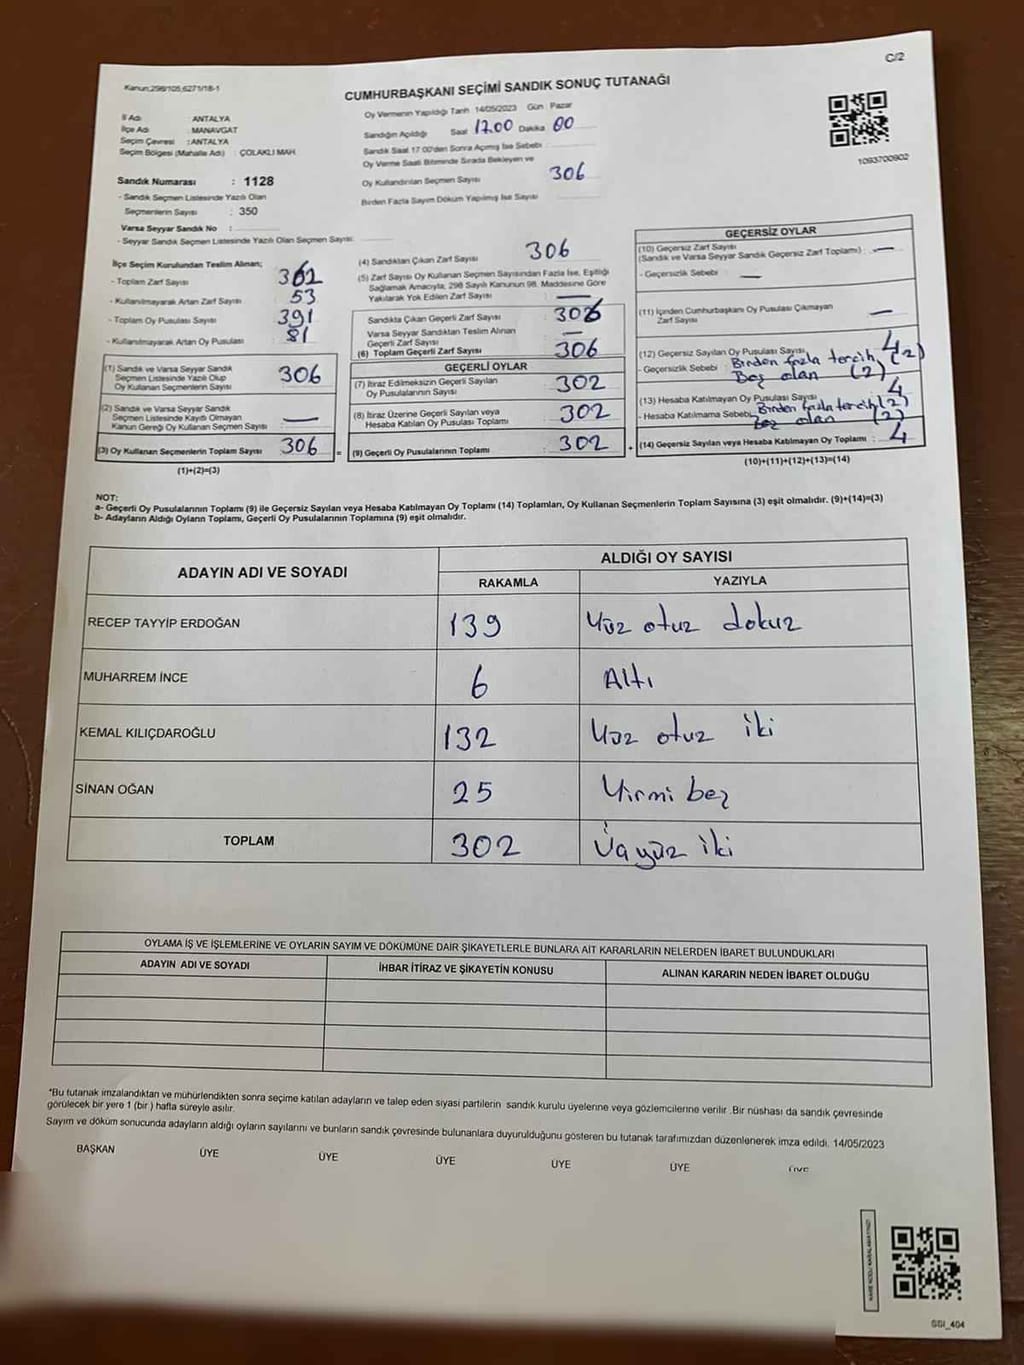 C/2
Kanun:298/105,6271/18-1
CUMHURBAŞKANI SEÇİMİ SANDIK SONUÇ TUTANAĞI
İl Adı : ANTALYA
İlçe Adı : MANAVGAT
Seçim Çevresi : ANTALYA
Seçim Bölgesi (Mahalle Adı) : ÇOLAKLI MAH.
Sandık Numarası : 1128
- Sandık Seçmen Listesinde Yazılı Olan
Seçmenlerin Sayısı : 350
Varsa Seyyar Sandık No :
- Seyyar Sandık Seçmen Listesinde Yazılı Olan Seçmen Sayısı:
Oy Vermenin Yapıldığı Tarih 14/05/2023 Gün : Pazar
Sandığın Açıldığı Saat 17.00 Dakika 00
Sandık Saat 17:00'den Sonra Açılmış İse Sebebi :
Oy Verme Saati Bitiminde Sırada Bekleyen ve
Oy Kullandırılan Seçmen Sayısı 306
Birden Fazla Sayım Döküm Yapılmış İse Sayısı
1093700902
İlçe Seçim Kurulundan Teslim Alınan;
- Toplam Zarf Sayısı : 362
- Kullanılmayarak Artan Zarf Sayısı : 53
- Toplam Oy Pusulası Sayısı : 391
- Kullanılmayarak Artan Oy Pusulası : 81
(1) Sandık ve Varsa Seyyar Sandık
Seçmen Listesinde Yazılı Olup
Oy Kullanan Seçmenlerin Sayısı : 306
(2) Sandık ve Varsa Seyyar Sandık
Seçmen Listesinde Kayıtlı Olmayan
Kanun Gereği Oy Kullanan Seçmen Sayısı : —
(3) Oy Kullanan Seçmenlerin Toplam Sayısı : 306
(1)+(2)=(3)
(4) Sandıktan Çıkan Zarf Sayısı 306
(5) Zarf Sayısı Oy Kullanan Seçmen Sayısından Fazla İse, Eşitliği
Sağlamak Amacıyla, 298 Sayılı Kanunun 98. Maddesine Göre
Yakılarak Yok Edilen Zarf Sayısı : —
Sandıkta Çıkan Geçerli Zarf Sayısı : 306
Varsa Seyyar Sandıktan Teslim Alınan
Geçerli Zarf Sayısı : —
(6) Toplam Geçerli Zarf Sayısı : 306
GEÇERLİ OYLAR
(7) İtiraz Edilmeksizin Geçerli Sayılan
Oy Pusulalarının Sayısı : 302
(8) İtiraz Üzerine Geçerli Sayılan veya
Hesaba Katılan Oy Pusulası Toplamı : 302
= (9) Geçerli Oy Pusulalarının Toplamı : 302
GEÇERSİZ OYLAR
(10) Geçersiz Zarf Sayısı
(Sandık ve Varsa Seyyar Sandık Geçersiz Zarf Toplamı) : —
- Geçersizlik Sebebi : —
(11) İçinden Cumhurbaşkanı Oy Pusulası Çıkmayan
Zarf Sayısı : —
(12) Geçersiz Sayılan Oy Pusulası Sayısı : 4
- Geçersizlik Sebebi : Birden fazla tercih (2)
Boş olan (2)
(13) Hesaba Katılmayan Oy Pusulası Sayısı : 4
- Hesaba Katılmama Sebebi: Birden fazla tercih (2)
Boş olan (2)
+ (14) Geçersiz Sayılan veya Hesaba Katılmayan Oy Toplamı : 4
(10)+(11)+(12)+(13)=(14)
NOT:
a- Geçerli Oy Pusulalarının Toplamı (9) ile Geçersiz Sayılan veya Hesaba Katılmayan Oy Toplamı (14) Toplamları, Oy Kullanan Seçmenlerin Toplam Sayısına (3) eşit olmalıdır. (9)+(14)=(3)
b- Adayların Aldığı Oyların Toplamı, Geçerli Oy Pusulalarının Toplamına (9) eşit olmalıdır.
ADAYIN ADI VE SOYADI
ALDIĞI OY SAYISI
RAKAMLA YAZIYLA
RECEP TAYYİP ERDOĞAN 139 Yüz otuz dokuz
MUHARREM İNCE 6 Altı
KEMAL KILIÇDAROĞLU 132 Yüz otuz iki
SİNAN OĞAN 25 Yirmi beş
TOPLAM 302 Üçyüz iki
OYLAMA İŞ VE İŞLEMLERİNE VE OYLARIN SAYIM VE DÖKÜMÜNE DAİR ŞİKAYETLERLE BUNLARA AİT KARARLARIN NELERDEN İBARET BULUNDUKLARI
ADAYIN ADI VE SOYADI İHBAR İTİRAZ VE ŞİKAYETİN KONUSU ALINAN KARARIN NEDEN İBARET OLDUĞU
*Bu tutanak imzalandıktan ve mühürlendikten sonra seçime katılan adayların ve talep eden siyasi partilerin sandık kurulu üyelerine veya gözlemcilerine verilir .Bir nüshası da sandık çevresinde
görülecek bir yere 1 (bir ) hafta süreyle asılır.
Sayım ve döküm sonucunda adayların aldığı oyların sayılarını ve bunların sandık çevresinde bulunanlara duyurulduğunu gösteren bu tutanak tarafımızdan düzenlenerek imza edildi. 14/05/2023
BAŞKAN ÜYE ÜYE ÜYE ÜYE ÜYE ÜYE
SGI_404